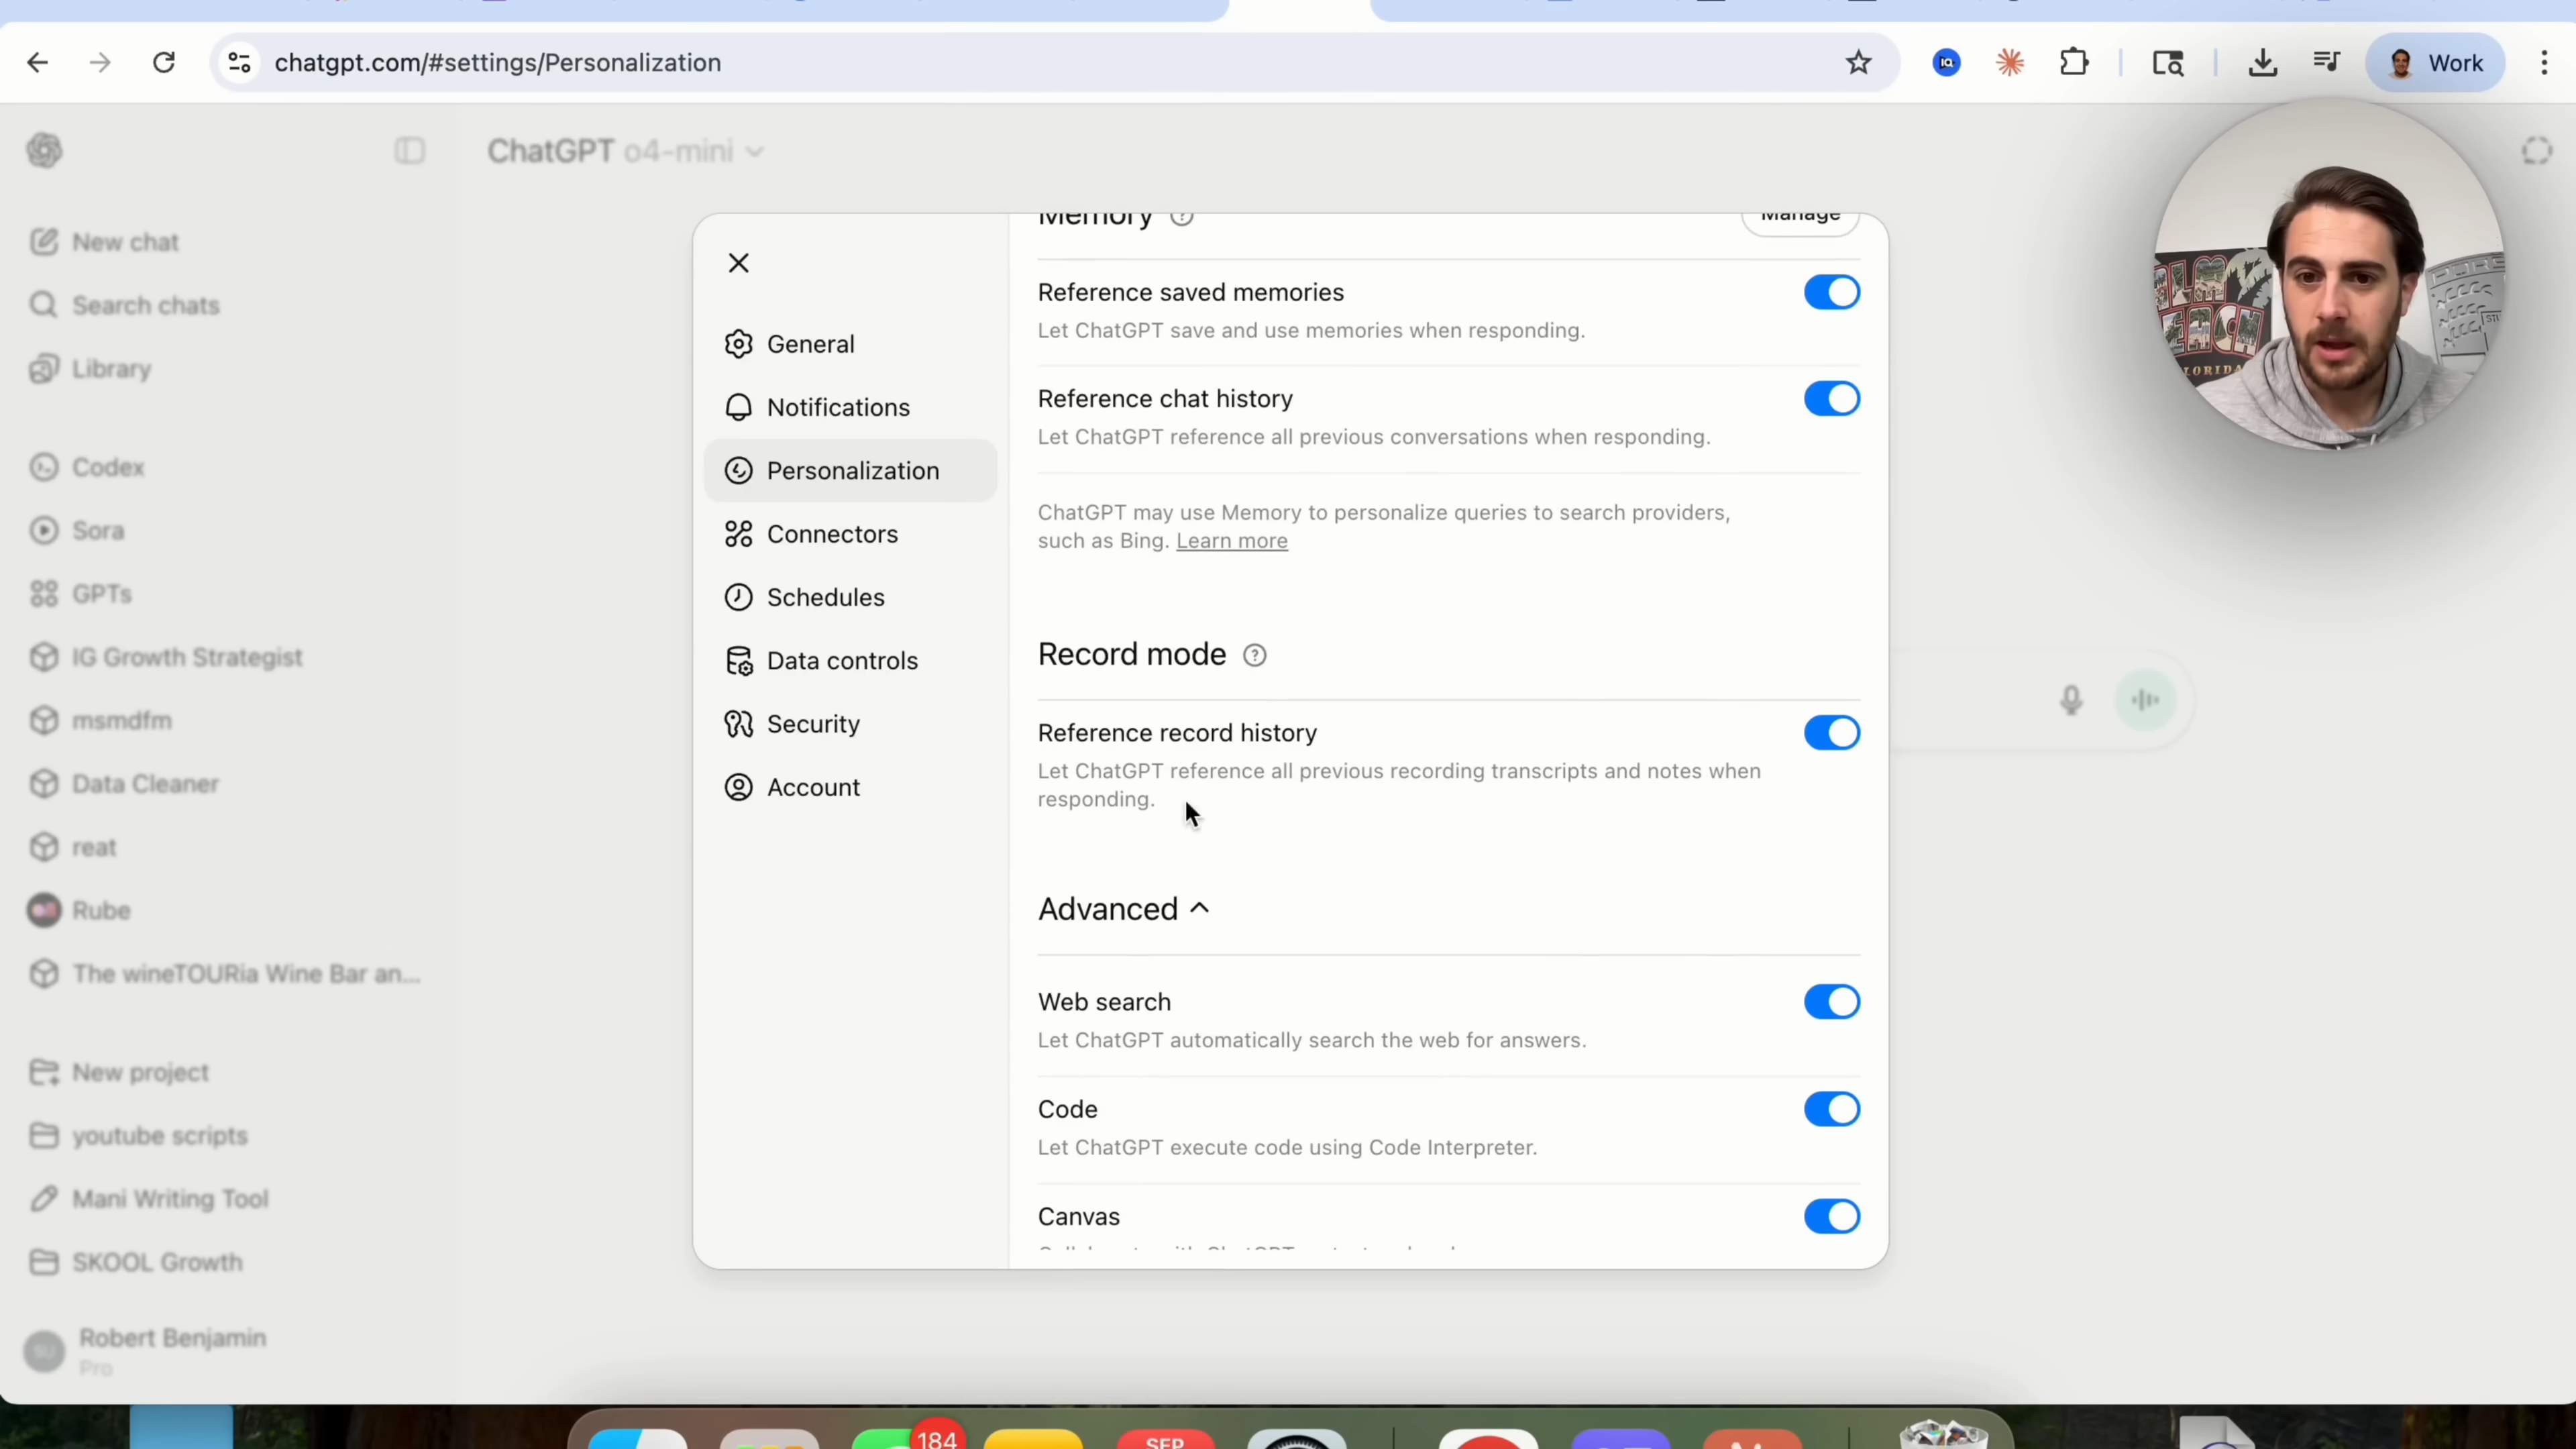 chatgpt.com/#settings/Personalization
Work
ChatGPT o4-mini
New chat
Search chats
Library
Codex
Sora
GPTs
IG Growth Strategist
msmdfm
Data Cleaner
reat
Rube
The wineTOURia Wine Bar an...
New project
youtube scripts
Mani Writing Tool
SKOOL Growth
Robert Benjamin
Pro
General
Notifications
Personalization
Connectors
Schedules
Data controls
Security
Account
Memory
Manage
Reference saved memories
Let ChatGPT save and use memories when responding.
Reference chat history
Let ChatGPT reference all previous conversations when responding.
ChatGPT may use Memory to personalize queries to search providers,
such as Bing. Learn more
Record mode
Reference record history
Let ChatGPT reference all previous recording transcripts and notes when
responding.
Advanced
Web search
Let ChatGPT automatically search the web for answers.
Code
Let ChatGPT execute code using Code Interpreter.
Canvas
184
SEP